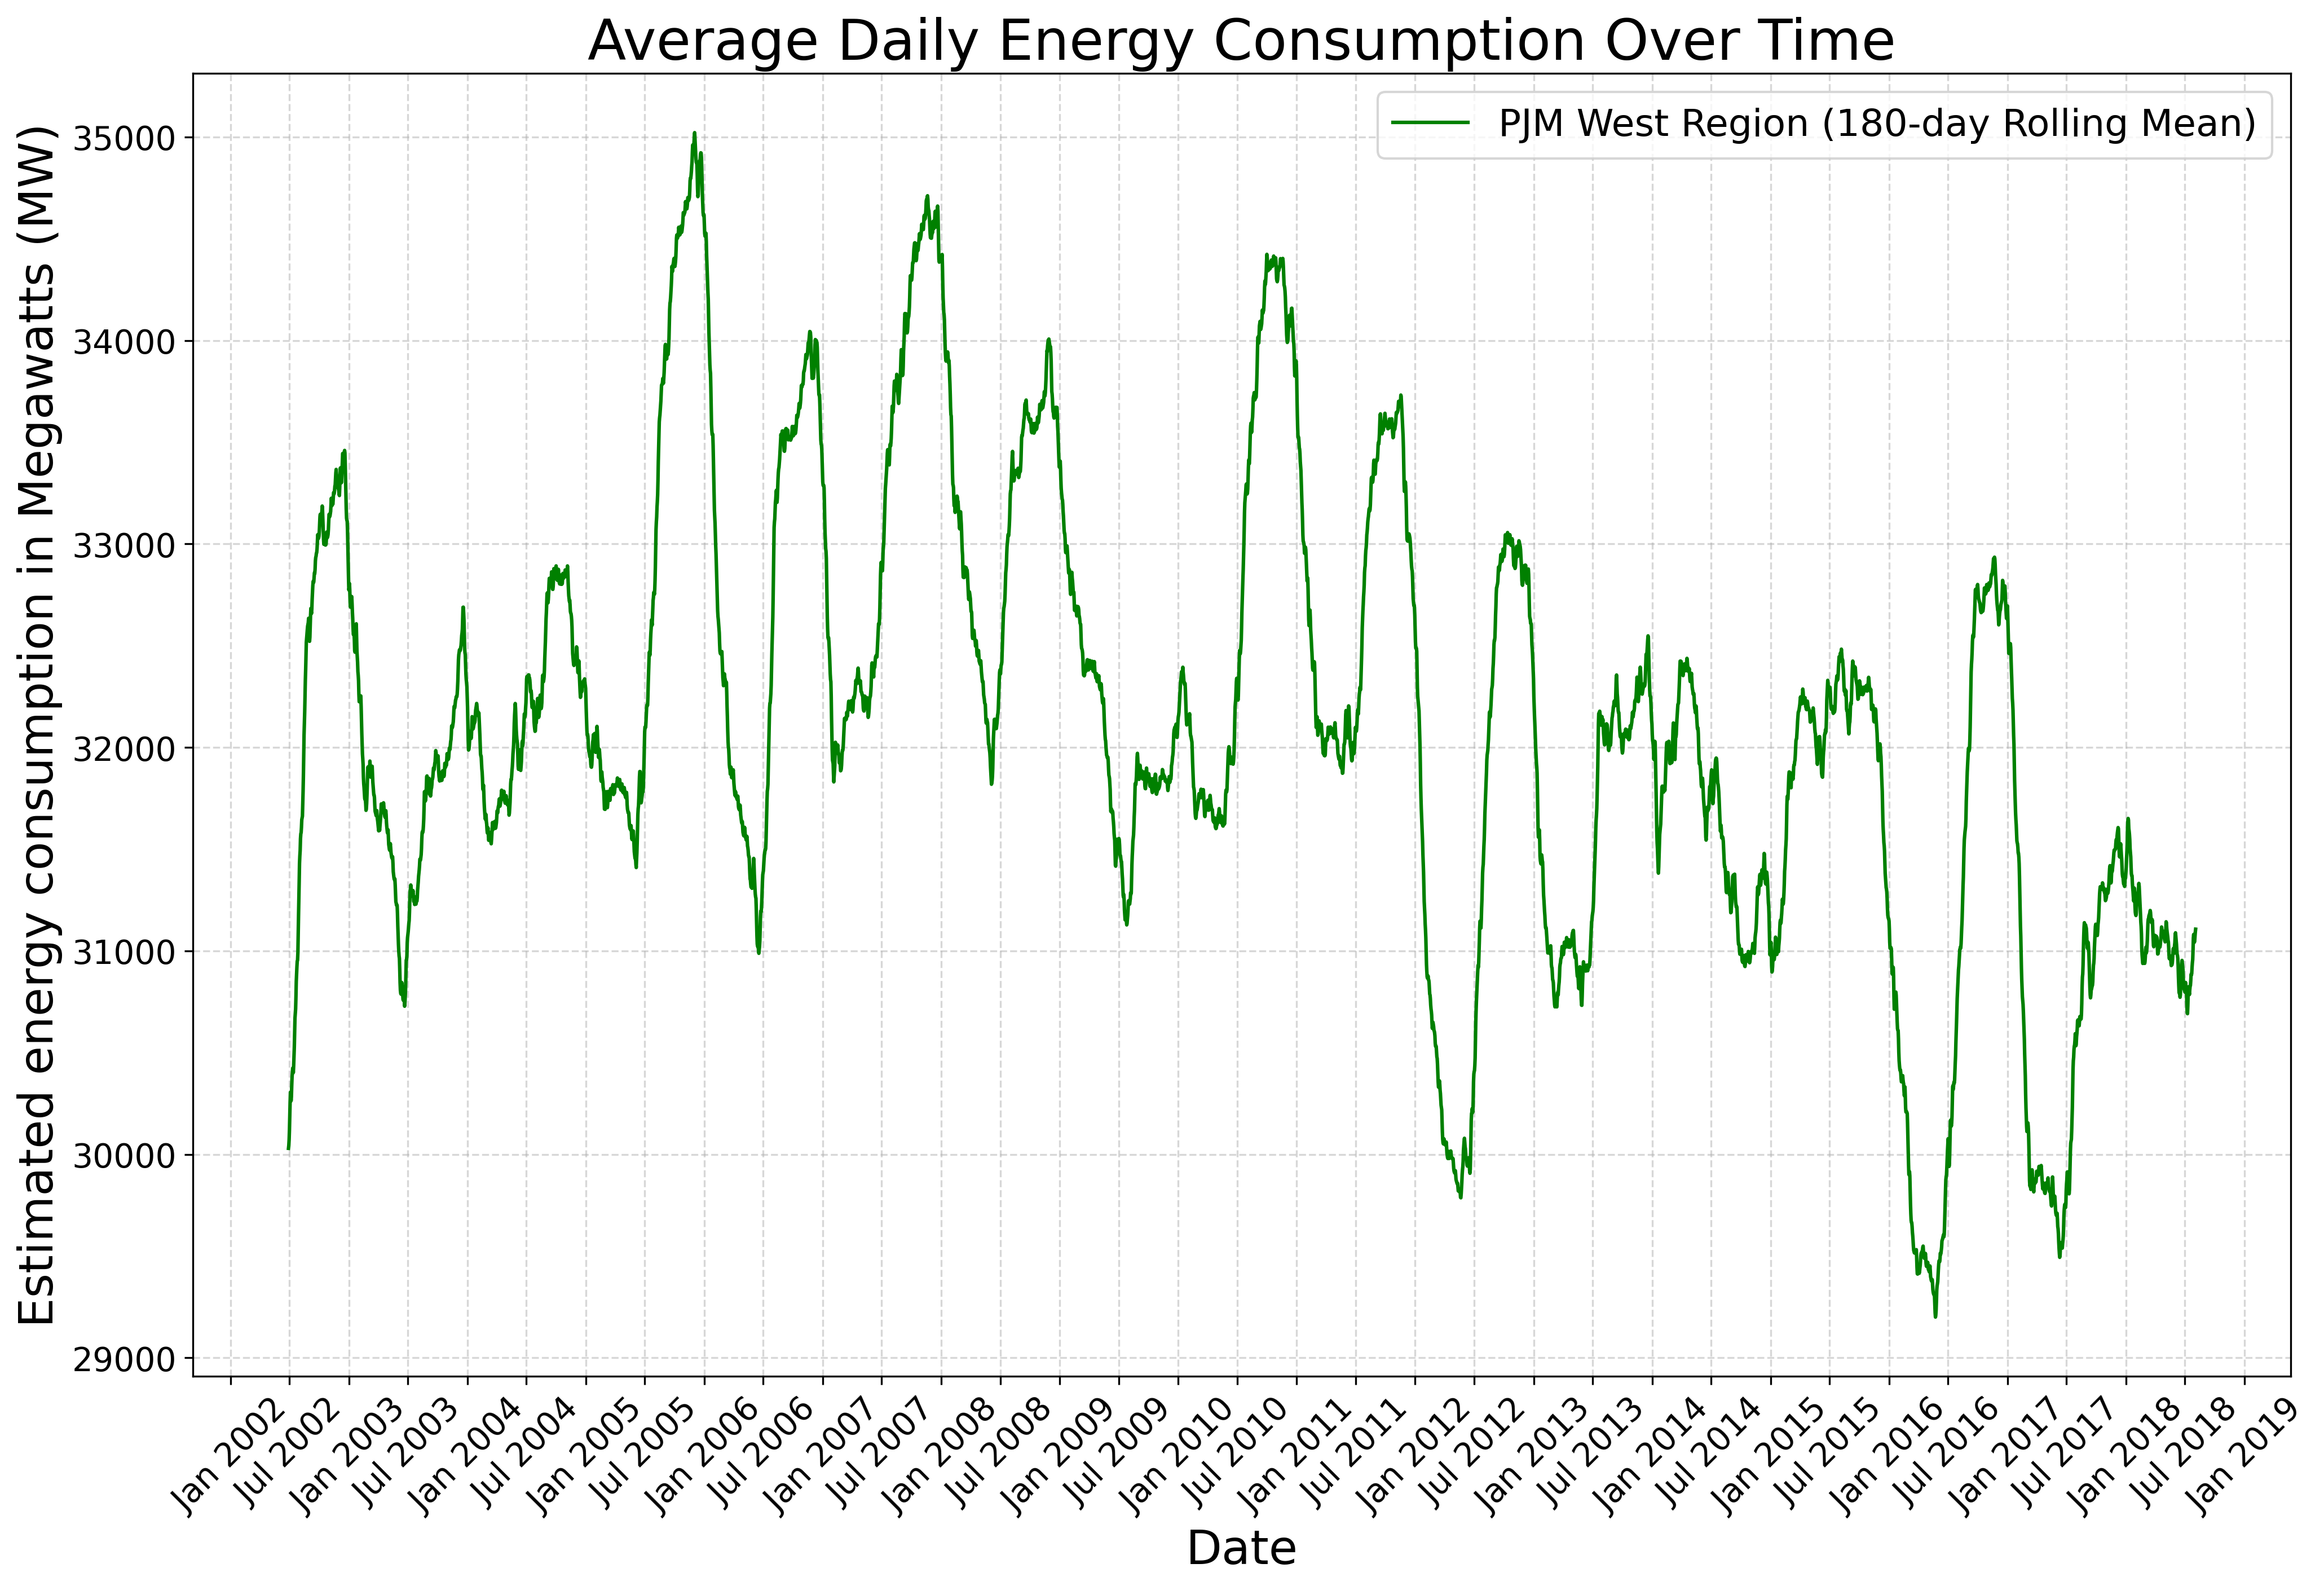 Average Daily Energy Consumption Over Time
PJM West Region (180-day Rolling Mean)
Estimated energy consumption in Megawatts (MW)
35000
34000
33000
32000
31000
30000
29000
Jan 2002
Jul 2002
Jan 2003
Jul 2003
Jan 2004
Jul 2004
Jan 2005
Jul 2005
Jan 2006
Jul 2006
Jan 2007
Jul 2007
Jan 2008
Jul 2008
Jan 2009
Jul 2009
Jan 2010
Jul 2010
Jan 2011
Jul 2011
Jan 2012
Jul 2012
Jan 2013
Jul 2013
Jan 2014
Jul 2014
Jan 2015
Jul 2015
Jan 2016
Jul 2016
Jan 2017
Jul 2017
Jan 2018
Jul 2018
Jan 2019
Date